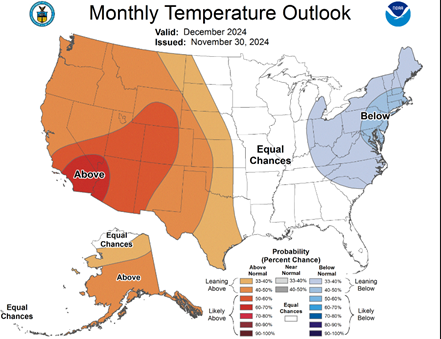 Monthly Temperature Outlook
Valid: December 2024
Issued: November 30, 2024
noaa
Below
Equal
Chances
Above
Equal
Chances
Above
Equal
Chances
Probability
(Percent Chance)
Above
Normal
Near
Normal
Below
Normal
Leaning
Above
33-40%
40-50%
33-40%
40-50%
33-40%
40-50%
Leaning
Below
Likely
Above
50-60%
60-70%
70-80%
80-90%
90-100%
Equal
Chances
50-60%
60-70%
70-80%
80-90%
90-100%
Likely
Below